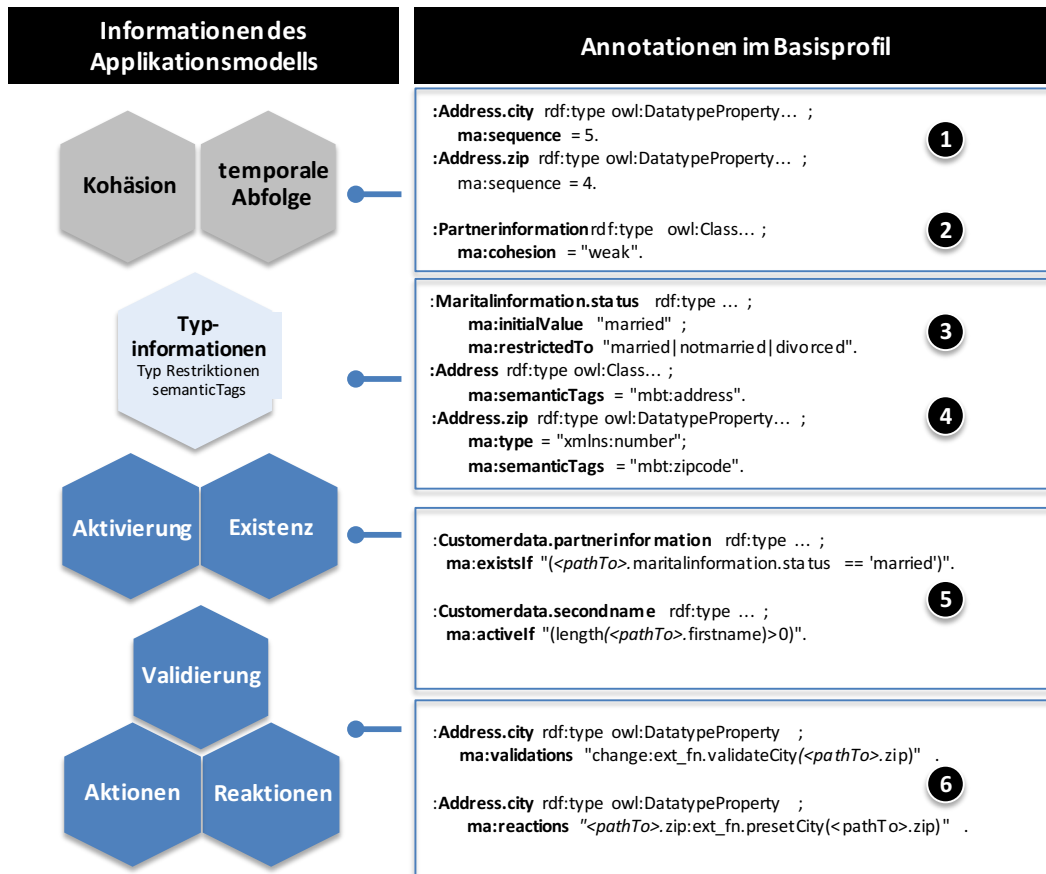 Informationen des
Applikationsmodells
Annotationen im Basisprofil
Kohäsion
temporale
Abfolge
:Address.city rdf:type owl:DatatypeProperty... ;
ma:sequence = 5.
:Address.zip rdf:type owl:DatatypeProperty... ;
ma:sequence = 4.
1
:Partnerinformationrdf:type owl:Class... ;
ma:cohesion = "weak".
2
Typ-
informationen
Typ Restriktionen
semanticTags
:Maritalinformation.status rdf:type ... ;
ma:initialValue "married" ;
ma:restrictedTo "married|notmarried|divorced".
3
:Address rdf:type owl:Class... ;
ma:semanticTags = "mbt:address".
:Address.zip rdf:type owl:DatatypeProperty... ;
ma:type = "xmlns:number";
ma:semanticTags = "mbt:zipcode".
4
Aktivierung
Existenz
:Customerdata.partnerinformation rdf:type ... ;
ma:existsIf "(<pathTo>.maritalinformation.status == 'married')".
5
:Customerdata.secondname rdf:type ... ;
ma:activeIf "(length(<pathTo>.firstname)>0)".
Validierung
Aktionen
Reaktionen
:Address.city rdf:type owl:DatatypeProperty ;
ma:validations "change:ext_fn.validateCity(<pathTo>.zip)" .
6
:Address.city rdf:type owl:DatatypeProperty ;
ma:reactions "<pathTo>.zip:ext_fn.presetCity(<pathTo>.zip)" .